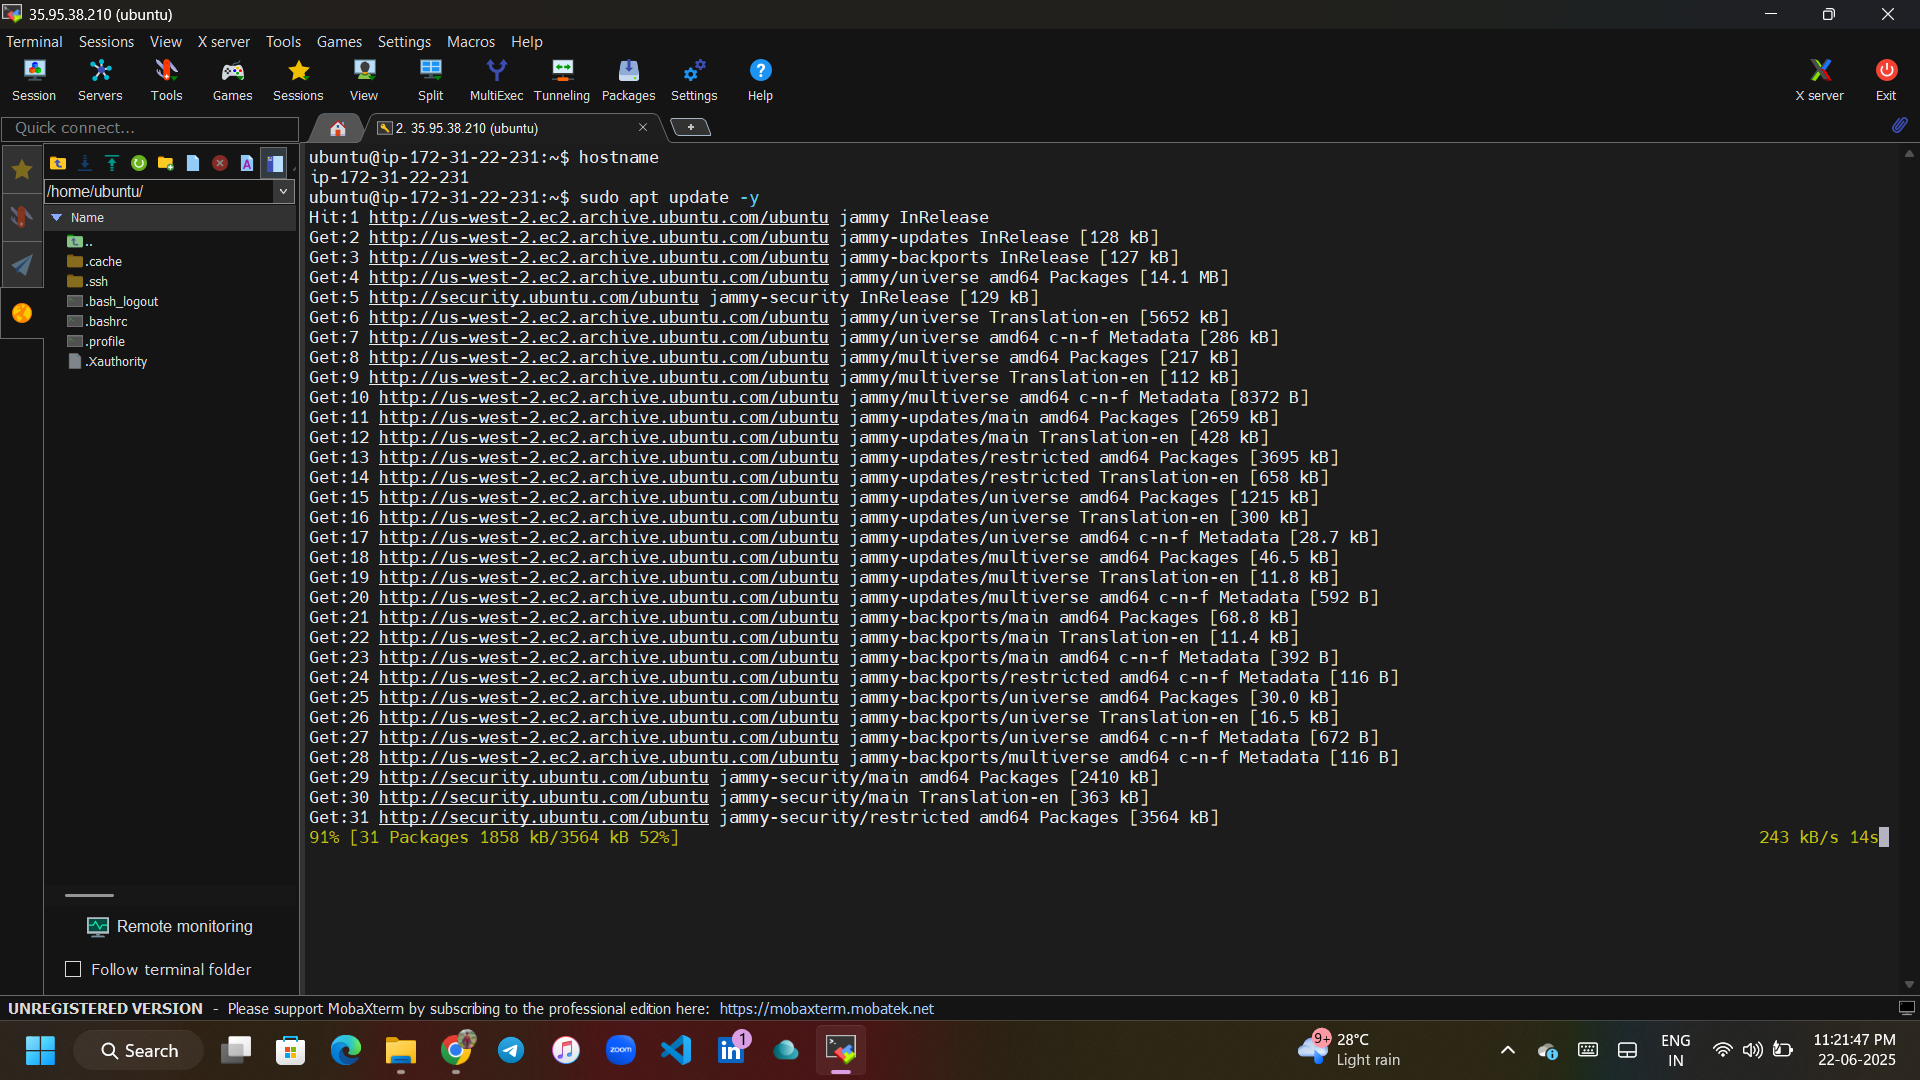 35.95.38.210 (ubuntu)
Terminal Sessions View X server Tools Games Settings Macros Help
Session Servers Tools Games Sessions View Split MultiExec Tunneling Packages Settings Help X server Exit
Quick connect...
2. 35.95.38.210 (ubuntu)
/home/ubuntu/
Name
..
.cache
.ssh
.bash_logout
.bashrc
.profile
.Xauthority
Remote monitoring
Follow terminal folder
ubuntu@ip-172-31-22-231:~$ hostname
ip-172-31-22-231
ubuntu@ip-172-31-22-231:~$ sudo apt update -y
Hit:1 http://us-west-2.ec2.archive.ubuntu.com/ubuntu jammy InRelease
Get:2 http://us-west-2.ec2.archive.ubuntu.com/ubuntu jammy-updates InRelease [128 kB]
Get:3 http://us-west-2.ec2.archive.ubuntu.com/ubuntu jammy-backports InRelease [127 kB]
Get:4 http://us-west-2.ec2.archive.ubuntu.com/ubuntu jammy/universe amd64 Packages [14.1 MB]
Get:5 http://security.ubuntu.com/ubuntu jammy-security InRelease [129 kB]
Get:6 http://us-west-2.ec2.archive.ubuntu.com/ubuntu jammy/universe Translation-en [5652 kB]
Get:7 http://us-west-2.ec2.archive.ubuntu.com/ubuntu jammy/universe amd64 c-n-f Metadata [286 kB]
Get:8 http://us-west-2.ec2.archive.ubuntu.com/ubuntu jammy/multiverse amd64 Packages [217 kB]
Get:9 http://us-west-2.ec2.archive.ubuntu.com/ubuntu jammy/multiverse Translation-en [112 kB]
Get:10 http://us-west-2.ec2.archive.ubuntu.com/ubuntu jammy/multiverse amd64 c-n-f Metadata [8372 B]
Get:11 http://us-west-2.ec2.archive.ubuntu.com/ubuntu jammy-updates/main amd64 Packages [2659 kB]
Get:12 http://us-west-2.ec2.archive.ubuntu.com/ubuntu jammy-updates/main Translation-en [428 kB]
Get:13 http://us-west-2.ec2.archive.ubuntu.com/ubuntu jammy-updates/restricted amd64 Packages [3695 kB]
Get:14 http://us-west-2.ec2.archive.ubuntu.com/ubuntu jammy-updates/restricted Translation-en [658 kB]
Get:15 http://us-west-2.ec2.archive.ubuntu.com/ubuntu jammy-updates/universe amd64 Packages [1215 kB]
Get:16 http://us-west-2.ec2.archive.ubuntu.com/ubuntu jammy-updates/universe Translation-en [300 kB]
Get:17 http://us-west-2.ec2.archive.ubuntu.com/ubuntu jammy-updates/universe amd64 c-n-f Metadata [28.7 kB]
Get:18 http://us-west-2.ec2.archive.ubuntu.com/ubuntu jammy-updates/multiverse amd64 Packages [46.5 kB]
Get:19 http://us-west-2.ec2.archive.ubuntu.com/ubuntu jammy-updates/multiverse Translation-en [11.8 kB]
Get:20 http://us-west-2.ec2.archive.ubuntu.com/ubuntu jammy-updates/multiverse amd64 c-n-f Metadata [592 B]
Get:21 http://us-west-2.ec2.archive.ubuntu.com/ubuntu jammy-backports/main amd64 Packages [68.8 kB]
Get:22 http://us-west-2.ec2.archive.ubuntu.com/ubuntu jammy-backports/main Translation-en [11.4 kB]
Get:23 http://us-west-2.ec2.archive.ubuntu.com/ubuntu jammy-backports/main amd64 c-n-f Metadata [392 B]
Get:24 http://us-west-2.ec2.archive.ubuntu.com/ubuntu jammy-backports/restricted amd64 c-n-f Metadata [116 B]
Get:25 http://us-west-2.ec2.archive.ubuntu.com/ubuntu jammy-backports/universe amd64 Packages [30.0 kB]
Get:26 http://us-west-2.ec2.archive.ubuntu.com/ubuntu jammy-backports/universe Translation-en [16.5 kB]
Get:27 http://us-west-2.ec2.archive.ubuntu.com/ubuntu jammy-backports/universe amd64 c-n-f Metadata [672 B]
Get:28 http://us-west-2.ec2.archive.ubuntu.com/ubuntu jammy-backports/multiverse amd64 c-n-f Metadata [116 B]
Get:29 http://security.ubuntu.com/ubuntu jammy-security/main amd64 Packages [2410 kB]
Get:30 http://security.ubuntu.com/ubuntu jammy-security/main Translation-en [363 kB]
Get:31 http://security.ubuntu.com/ubuntu jammy-security/restricted amd64 Packages [3564 kB]
91% [31 Packages 1858 kB/3564 kB 52%] 243 kB/s 14s
UNREGISTERED VERSION - Please support MobaXterm by subscribing to the professional edition here: https://mobaxterm.mobatek.net
Search
zoom
in
1
9+
28°C
Light rain
ENG
IN
11:21:47 PM
22-06-2025